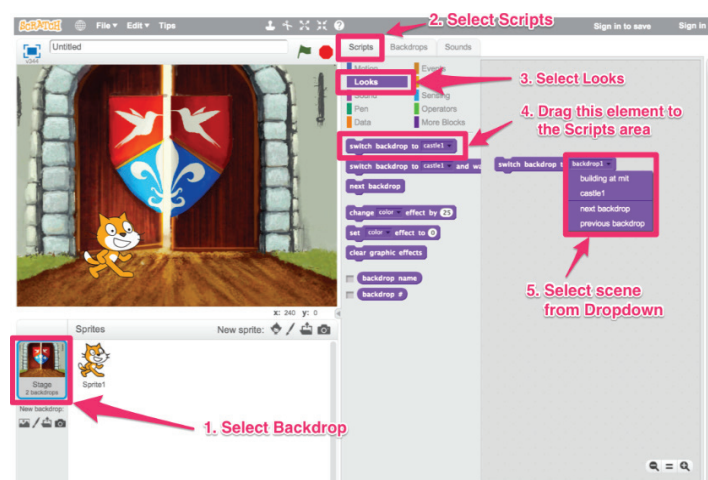 SCRATCH File▼ Edit▼ Tips Sign in to save Sign In
2. Select Scripts
Untitled
v344
Scripts Backdrops Sounds
Motion Events
Looks
3. Select Looks
Sound Sensing
Pen Operators
Data More Blocks
4. Drag this element to
the Scripts area
switch backdrop to castle1
switch backdrop to castle1 and wa
next backdrop
change color effect by 25
set color effect to 0
clear graphic effects
backdrop name
backdrop #
switch backdrop t backdrop1
building at mit
castle1
next backdrop
previous backdrop
5. Select scene
from Dropdown
x: 240 y: 0
Sprites New sprite:
Stage
2 backdrops
Sprite1
New backdrop:
1. Select Backdrop